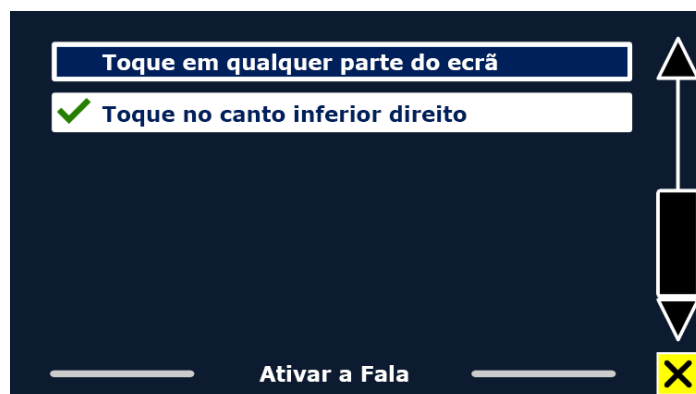 Toque em qualquer parte do ecrã
Toque no canto inferior direito
Ativar a Fala